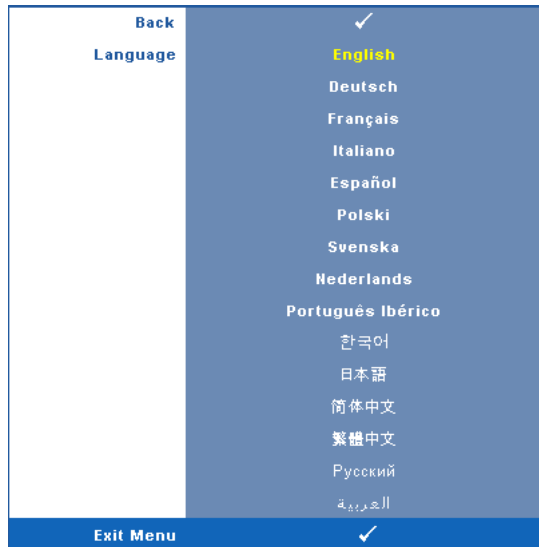 Back ✓
Language English
Deutsch
Français
Italiano
Español
Polski
Svenska
Nederlands
Português Ibérico
한국어
日本語
简体中文
繁體中文
Русский
العربية
Exit Menu ✓